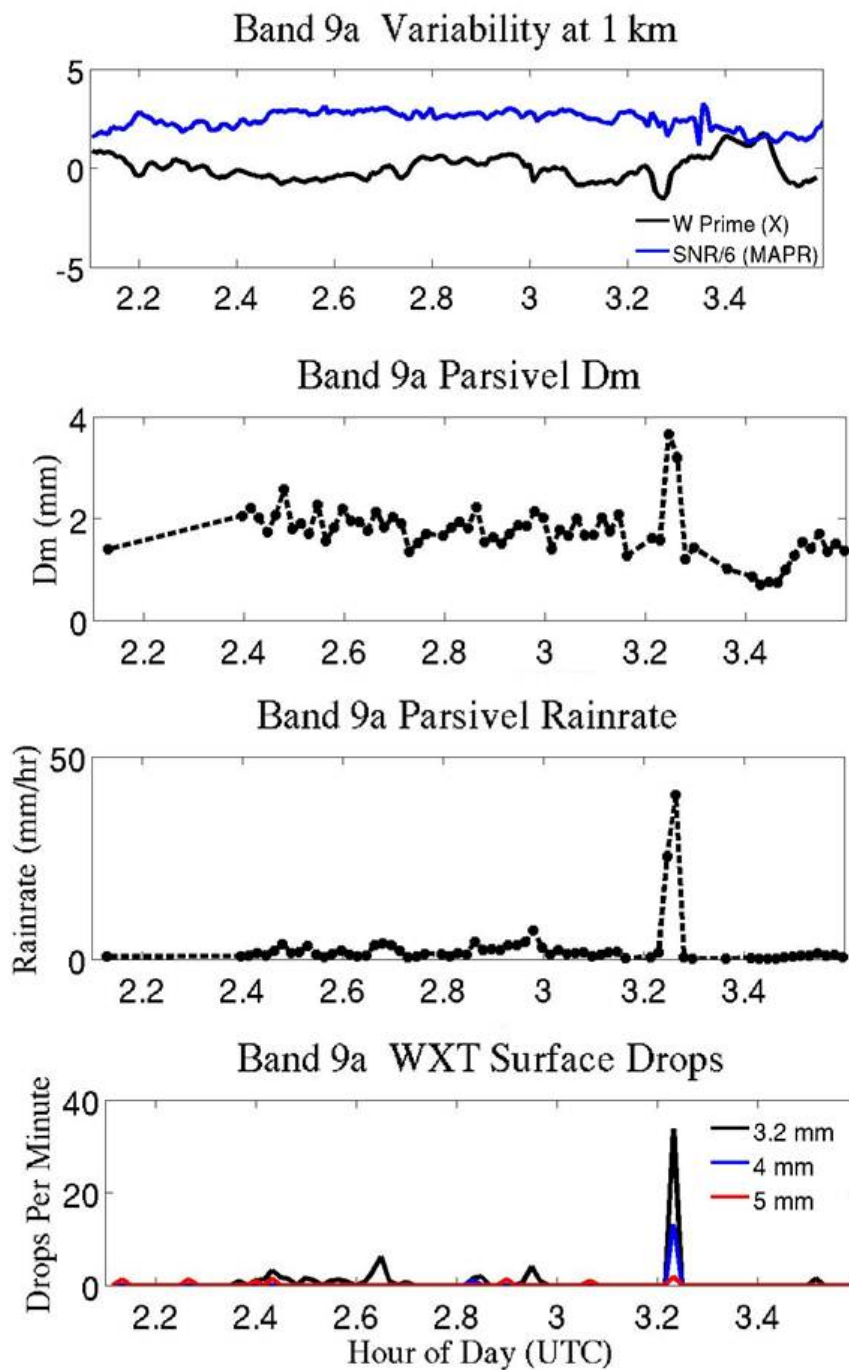 Band 9a Variability at 1 km
5
0
-5
W Prime (X)
SNR/6 (MAPR)
2.2 2.4 2.6 2.8 3 3.2 3.4
Band 9a Parsivel Dm
Dm (mm)
4
2
0
2.2 2.4 2.6 2.8 3 3.2 3.4
Band 9a Parsivel Rainrate
Rainrate (mm/hr)
50
0
2.2 2.4 2.6 2.8 3 3.2 3.4
Band 9a WXT Surface Drops
Drops Per Minute
40
20
0
3.2 mm
4 mm
5 mm
2.2 2.4 2.6 2.8 3 3.2 3.4
Hour of Day (UTC)